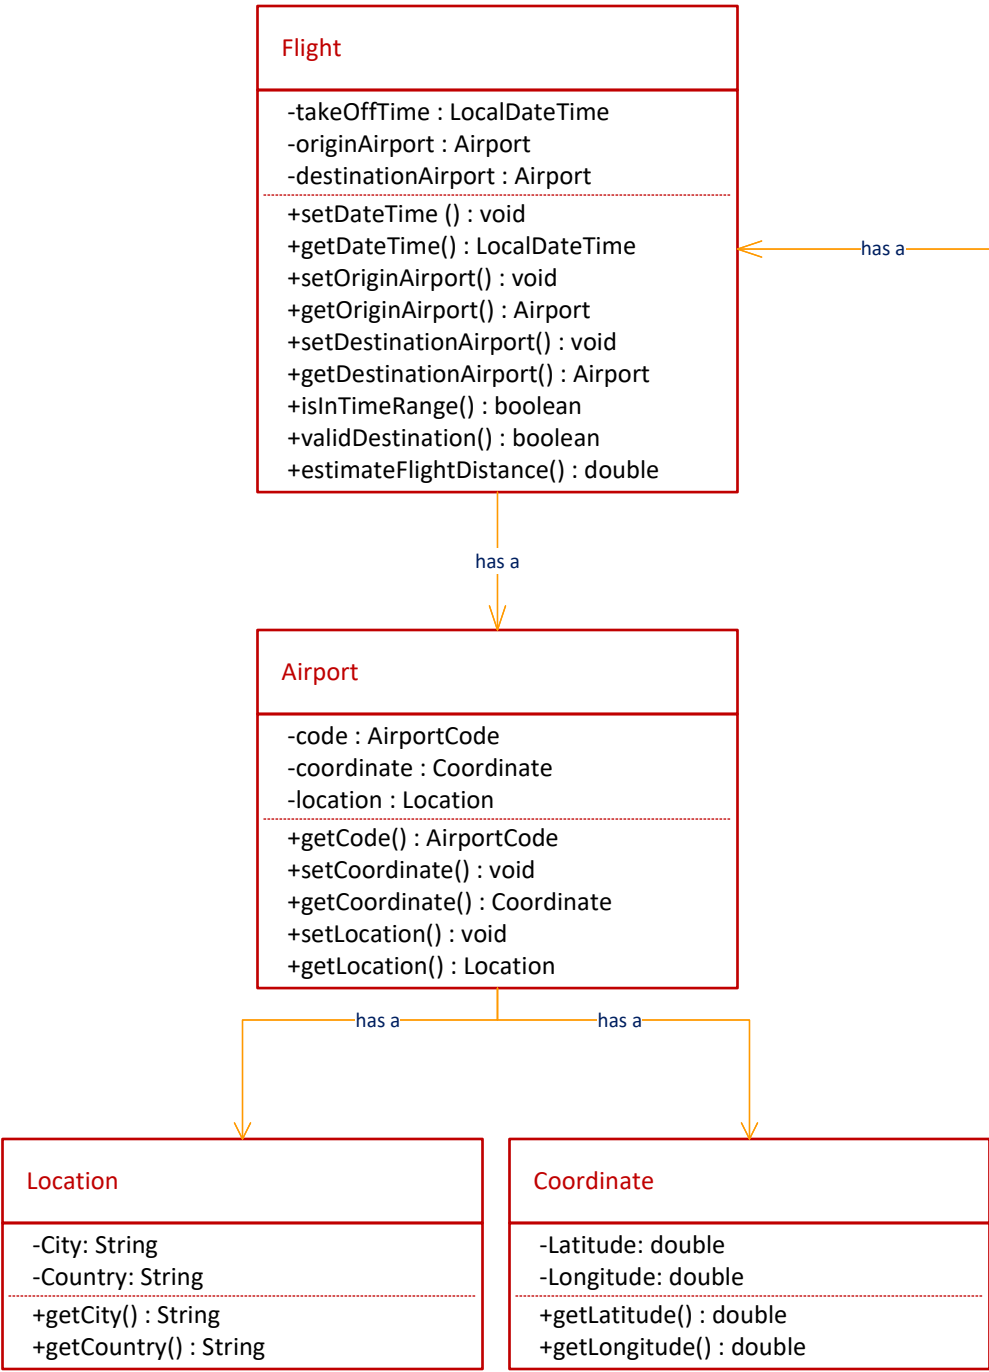 Flight
-takeOffTime : LocalDateTime
-originAirport : Airport
-destinationAirport : Airport
+setDateTime () : void
+getDateTime() : LocalDateTime
+setOriginAirport() : void
+getOriginAirport() : Airport
+setDestinationAirport() : void
+getDestinationAirport() : Airport
+isInTimeRange() : boolean
+validDestination() : boolean
+estimateFlightDistance() : double
has a
has a
Airport
-code : AirportCode
-coordinate : Coordinate
-location : Location
+getCode() : AirportCode
+setCoordinate() : void
+getCoordinate() : Coordinate
+setLocation() : void
+getLocation() : Location
has a
has a
Location
-City: String
-Country: String
+getCity() : String
+getCountry() : String
Coordinate
-Latitude: double
-Longitude: double
+getLatitude() : double
+getLongitude() : double